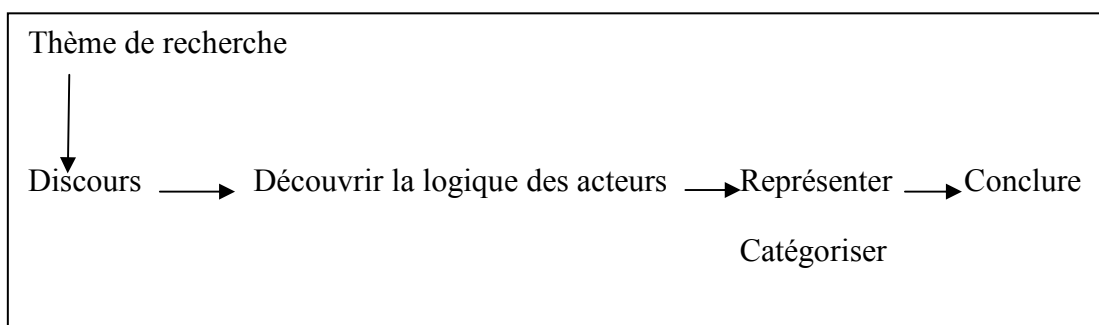 Thème de recherche
Discours Découvrir la logique des acteurs Représenter Conclure
Catégoriser